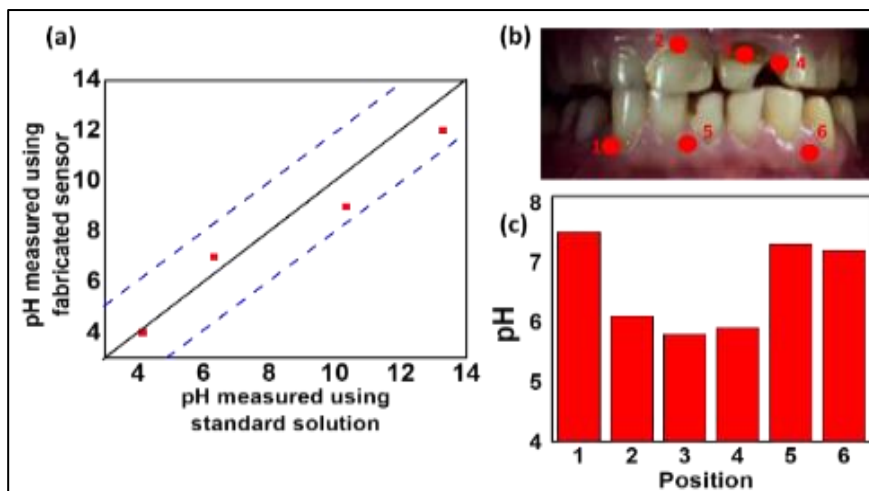 (a)
14
12
10
8
6
4
4 6 8 10 12 14
pH measured using
fabricated sensor
pH measured using
standard solution
(b)
2
4
1
5
6
(c)
8
7
6
5
4
pH
1 2 3 4 5 6
Position